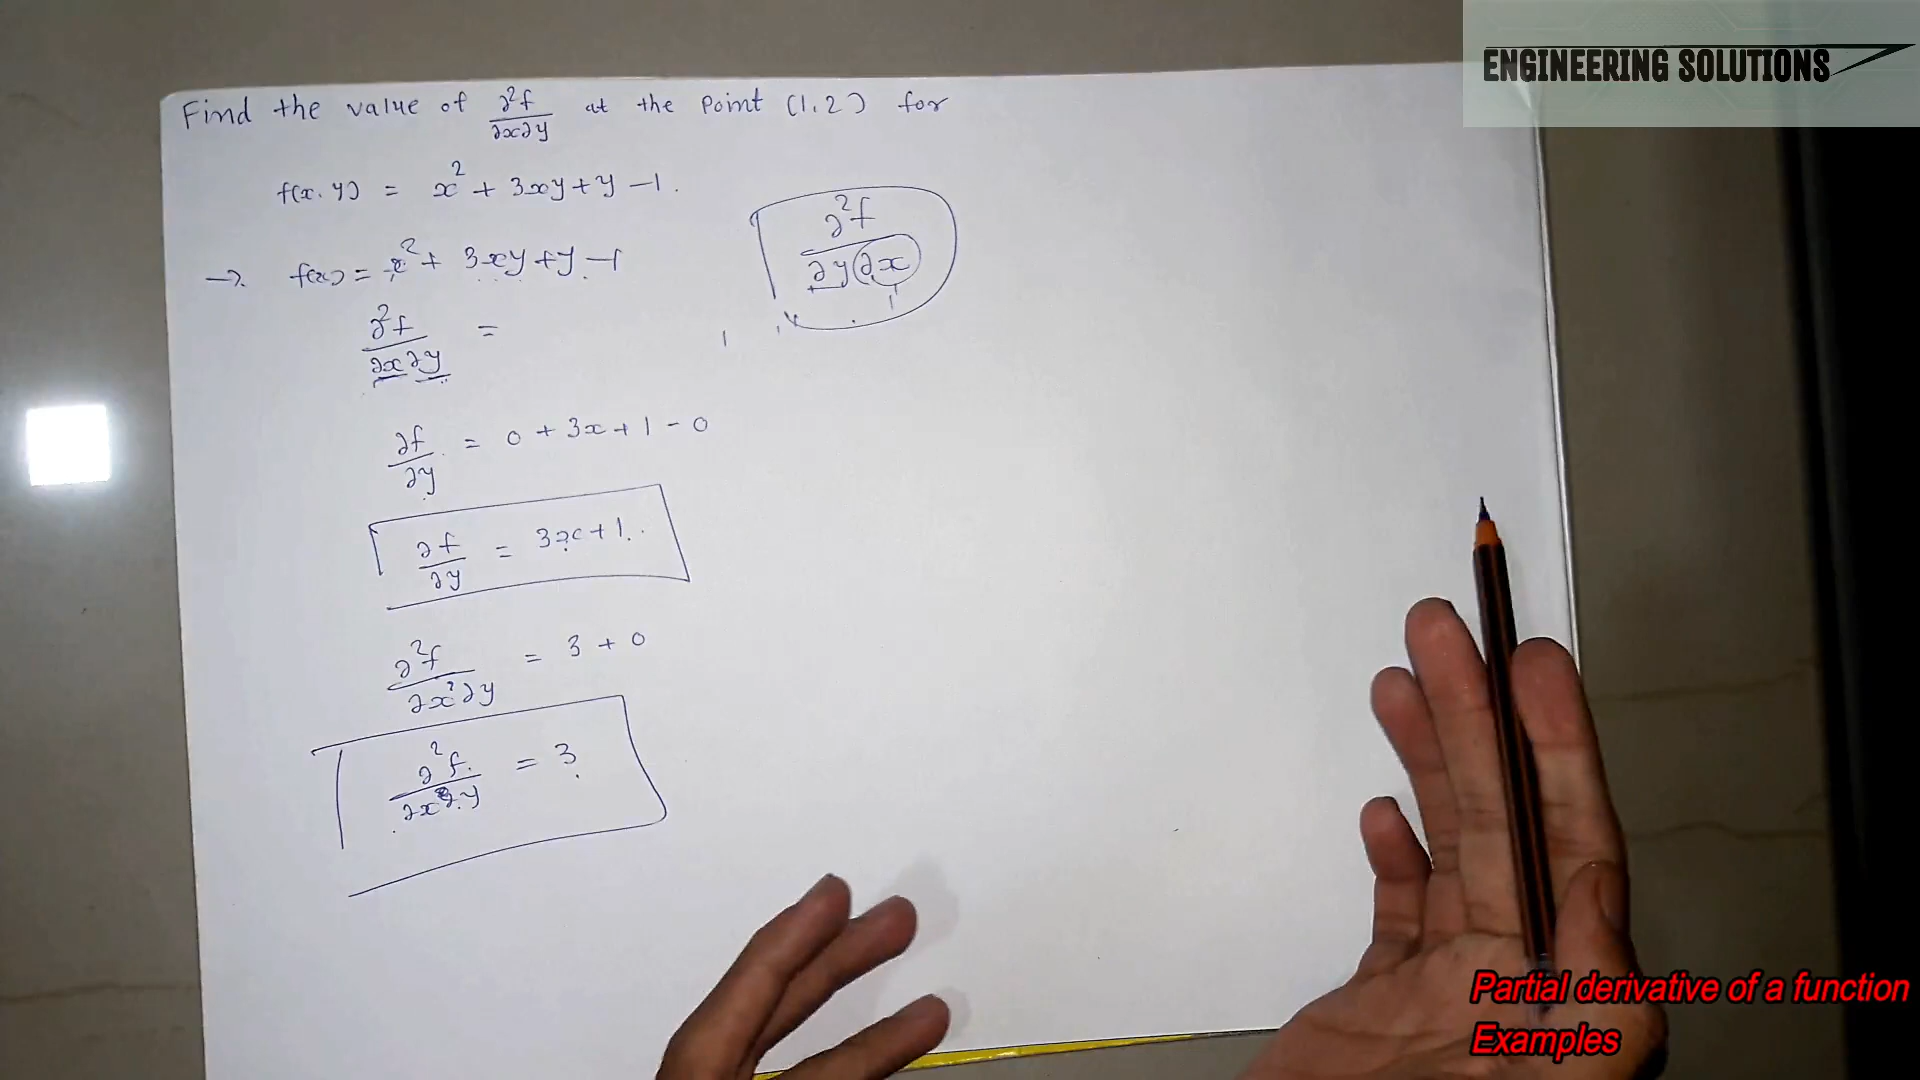 ENGINEERING SOLUTIONS
Find the value of ∂²f/∂x∂y at the point (1,2) for
f(x,y) = x² + 3xy + y - 1.
→ f(x) = x² + 3xy + y - 1
∂²f/∂y∂x
∂²f/∂x∂y =
∂f/∂y = 0 + 3x + 1 - 0
∂f/∂y = 3x + 1
∂²f/∂x²∂y = 3 + 0
∂²f/∂x∂y = 3
Partial derivative of a function
Examples